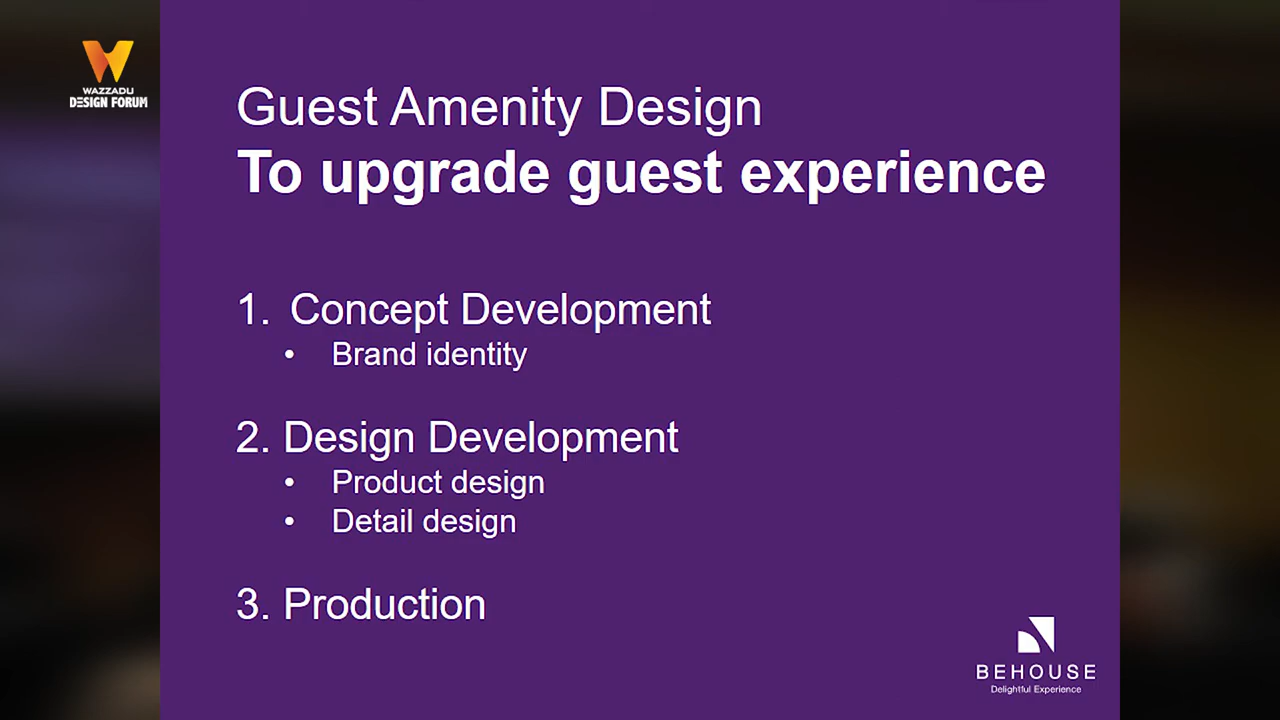 WAZZADU
DESIGN FORUM
Guest Amenity Design
To upgrade guest experience
1. Concept Development
• Brand identity
2. Design Development
• Product design
• Detail design
3. Production
BEHOUSE
Delightful Experience